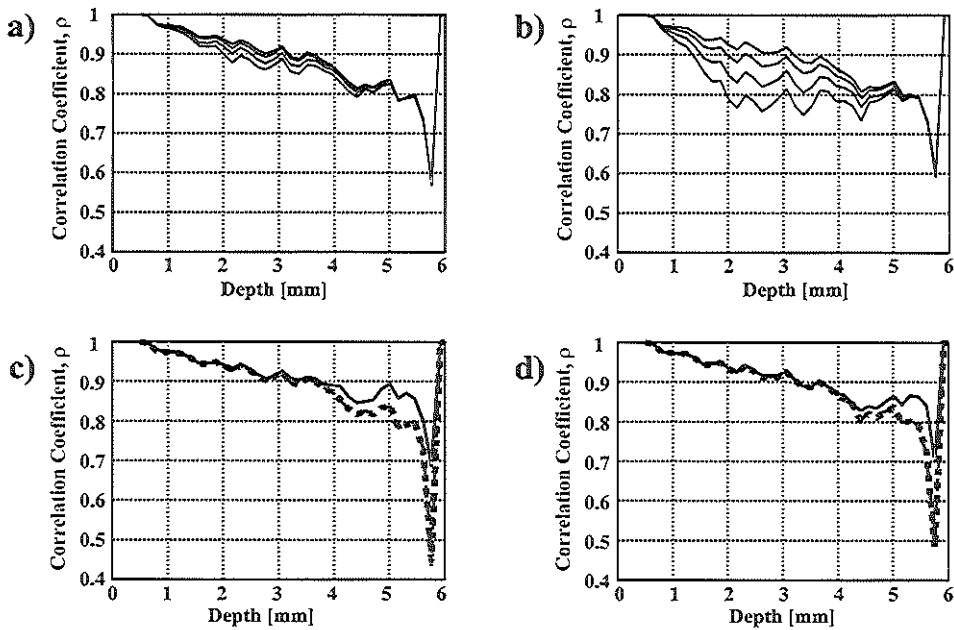 a)
Correlation Coefficient, ρ
1
0.9
0.8
0.7
0.6
0.5
0.4
0 1 2 3 4 5 6
Depth [mm]
b)
Correlation Coefficient, ρ
1
0.9
0.8
0.7
0.6
0.5
0.4
0 1 2 3 4 5 6
Depth [mm]
c)
Correlation Coefficient, ρ
1
0.9
0.8
0.7
0.6
0.5
0.4
0 1 2 3 4 5 6
Depth [mm]
d)
Correlation Coefficient, ρ
1
0.9
0.8
0.7
0.6
0.5
0.4
0 1 2 3 4 5 6
Depth [mm]